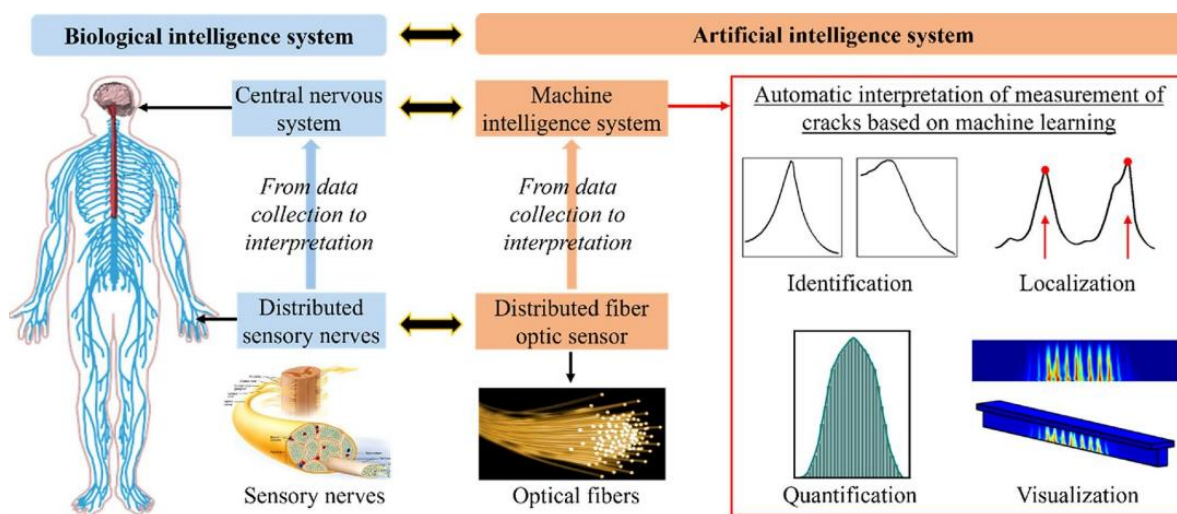 Biological intelligence system
Artificial intelligence system
Central nervous
system
Machine
intelligence system
Automatic interpretation of measurement of
cracks based on machine learning
From data
collection to
interpretation
From data
collection to
interpretation
Identification
Localization
Distributed
sensory nerves
Distributed fiber
optic sensor
Sensory nerves
Optical fibers
Quantification
Visualization